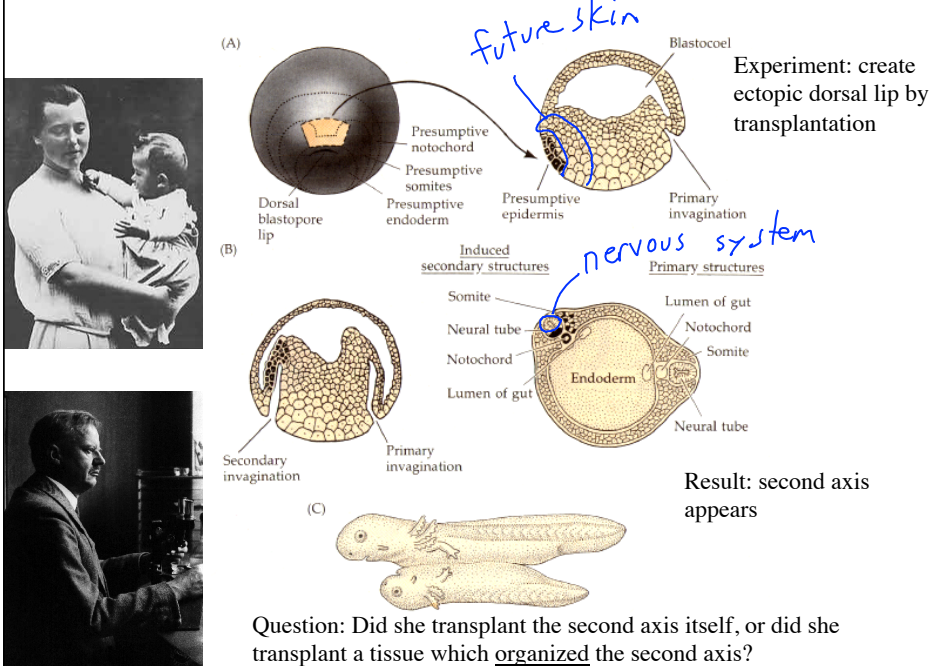 (A)
future skin
Blastocoel
Experiment: create
ectopic dorsal lip by
transplantation
Presumptive
notochord
Presumptive
somites
Presumptive
endoderm
Dorsal
blastopore
lip
Presumptive
epidermis
Primary
invagination
(B)
nervous system
Induced
secondary structures
Primary structures
Somite
Neural tube
Notochord
Lumen of gut
Endoderm
Lumen of gut
Notochord
Somite
Neural tube
Secondary
invagination
Primary
invagination
Result: second axis
appears
(C)
Question: Did she transplant the second axis itself, or did she
transplant a tissue which organized the second axis?